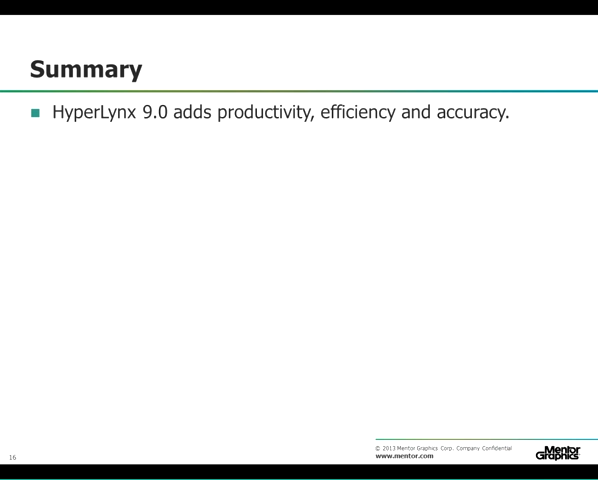 Summary
HyperLynx 9.0 adds productivity, efficiency and accuracy.
© 2013 Mentor Graphics Corp. Company Confidential
www.mentor.com
16
Mentor
Graphics